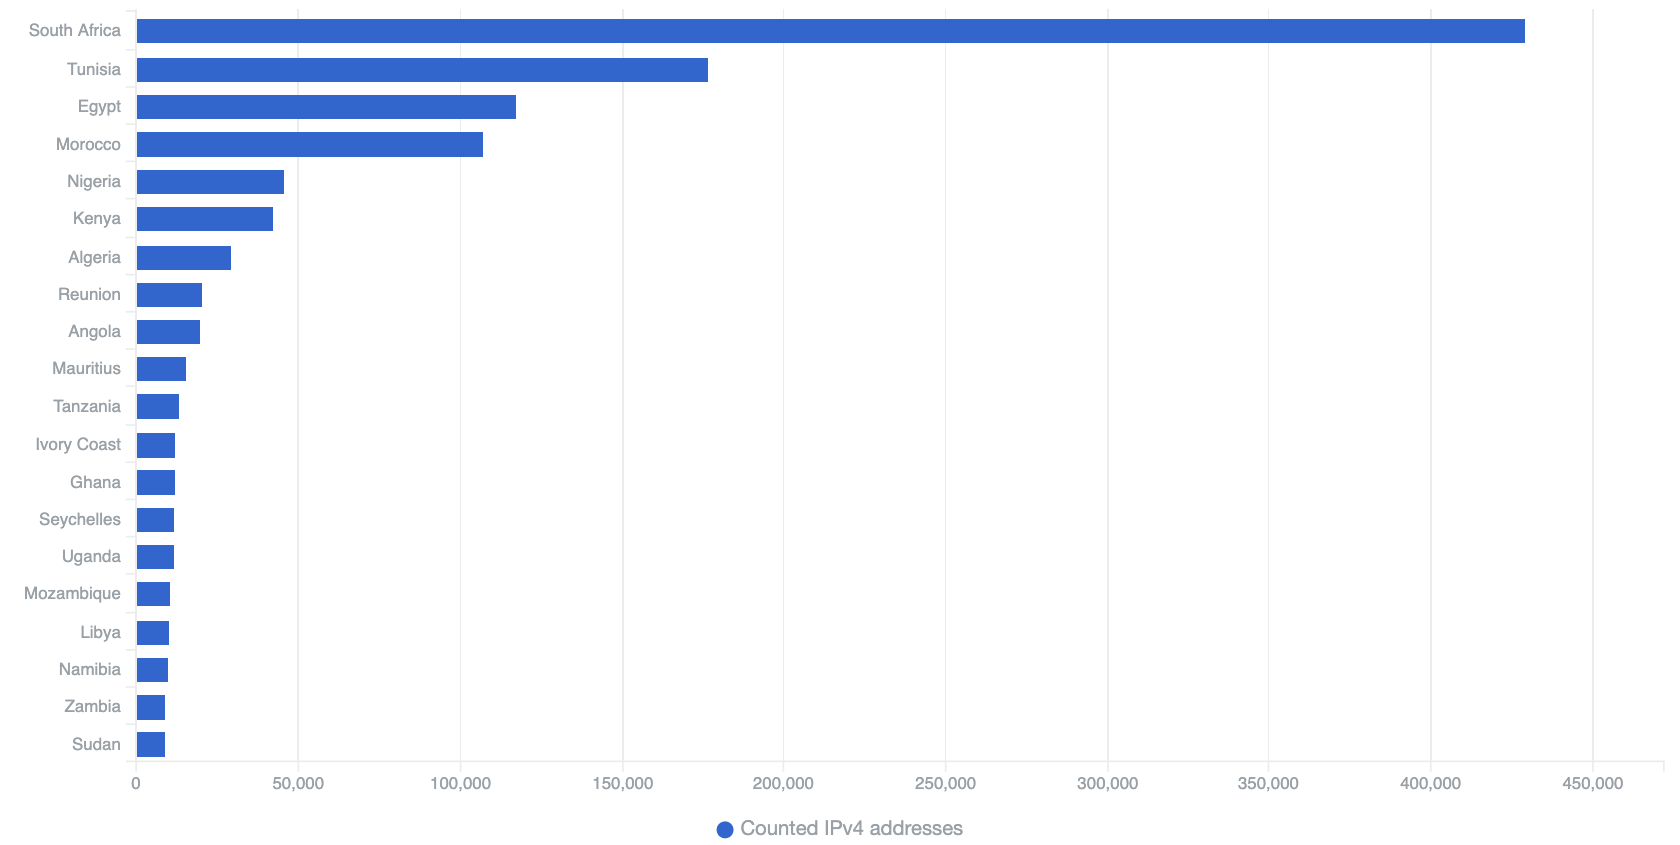 South Africa
Tunisia
Egypt
Morocco
Nigeria
Kenya
Algeria
Reunion
Angola
Mauritius
Tanzania
Ivory Coast
Ghana
Seychelles
Uganda
Mozambique
Libya
Namibia
Zambia
Sudan
0 50,000 100,000 150,000 200,000 250,000 300,000 350,000 400,000 450,000
Counted IPv4 addresses